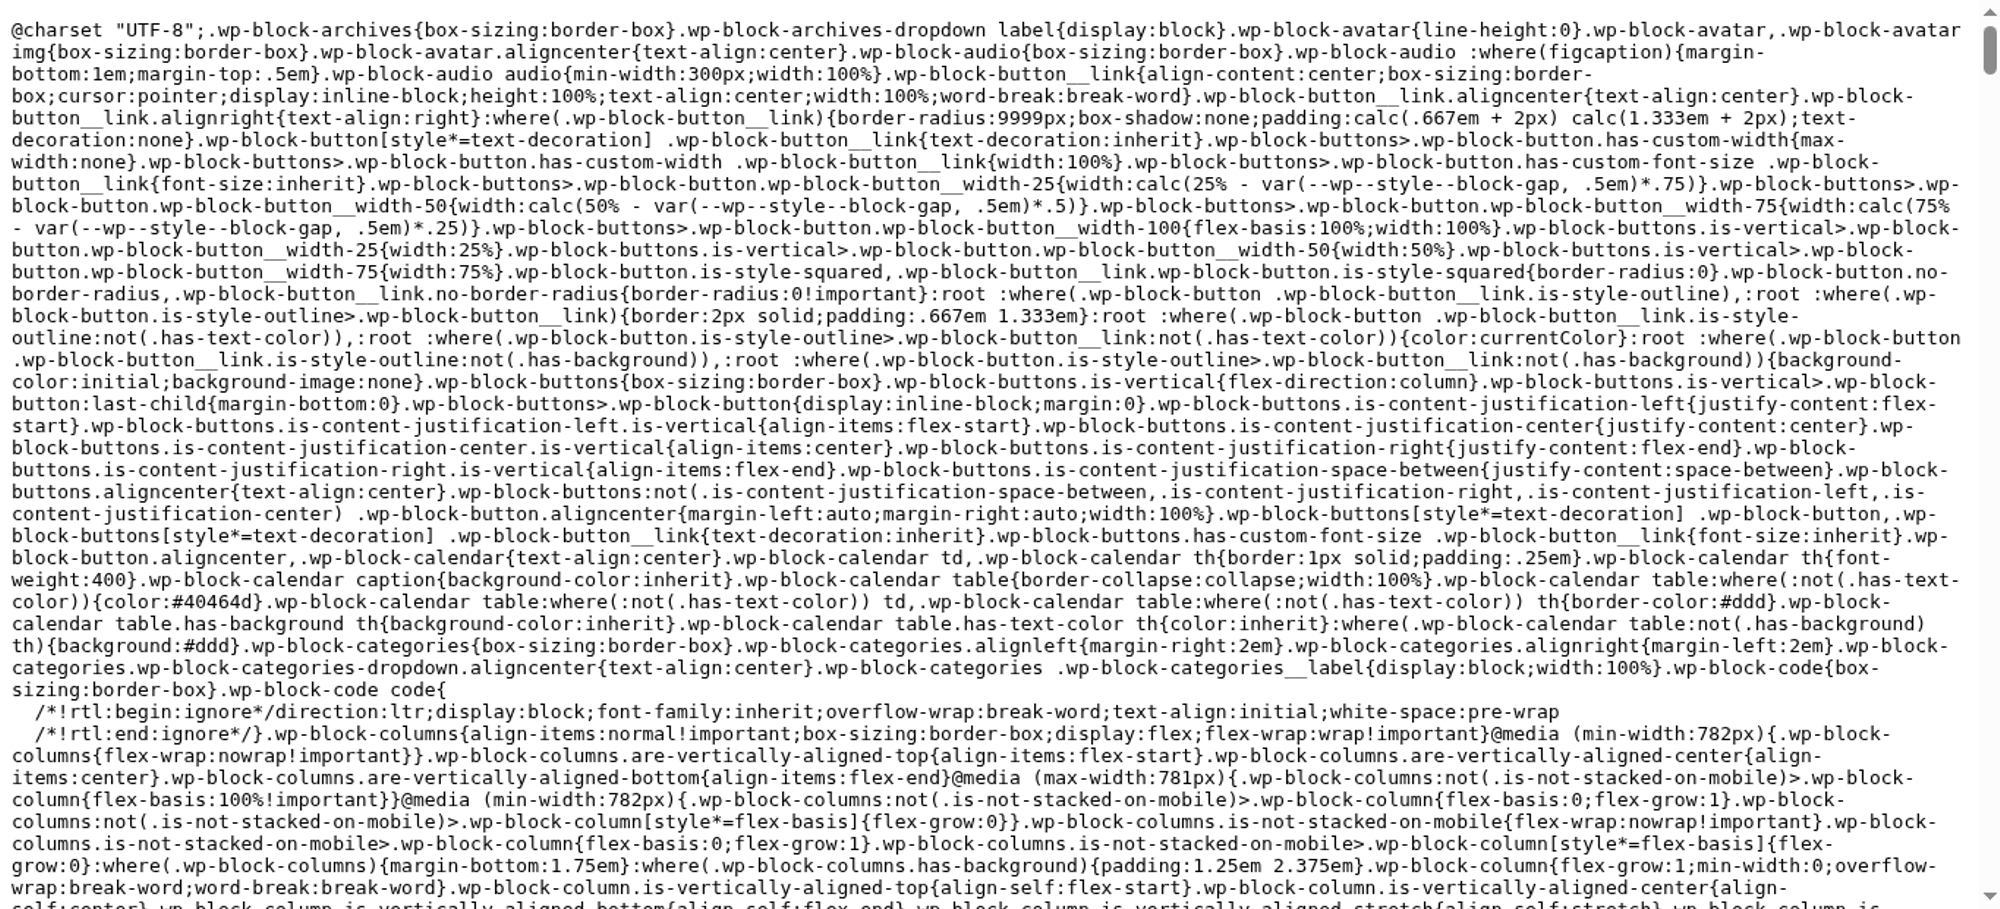 @charset "UTF-8";.wp-block-archives{box-sizing:border-box}.wp-block-archives-dropdown label{display:block}.wp-block-avatar{line-height:0}.wp-block-avatar,.wp-block-avatar
img{box-sizing:border-box}.wp-block-avatar.aligncenter{text-align:center}.wp-block-audio{box-sizing:border-box}.wp-block-audio :where(figcaption){margin-
bottom:1em;margin-top:.5em}.wp-block-audio audio{min-width:300px;width:100%}.wp-block-button__link{align-content:center;box-sizing:border-
box;cursor:pointer;display:inline-block;height:100%;text-align:center;width:100%;word-break:break-word}.wp-block-button__link.aligncenter{text-align:center}.wp-block-
button__link.alignright{text-align:right}:where(.wp-block-button__link){border-radius:9999px;box-shadow:none;padding:calc(.667em + 2px) calc(1.333em + 2px);text-
decoration:none}.wp-block-button[style*=text-decoration] .wp-block-button__link{text-decoration:inherit}.wp-block-buttons>.wp-block-button.has-custom-width{max-
width:none}.wp-block-buttons>.wp-block-button.has-custom-width .wp-block-button__link{width:100%}.wp-block-buttons>.wp-block-button.has-custom-font-size .wp-block-
button__link{font-size:inherit}.wp-block-buttons>.wp-block-button.wp-block-button__width-25{width:calc(25% - var(--wp--style--block-gap, .5em)*.75)}.wp-block-buttons>.wp-
block-button.wp-block-button__width-50{width:calc(50% - var(--wp--style--block-gap, .5em)*.5)}.wp-block-buttons>.wp-block-button.wp-block-button__width-75{width:calc(75%
- var(--wp--style--block-gap, .5em)*.25)}.wp-block-buttons>.wp-block-button.wp-block-button__width-100{flex-basis:100%;width:100%}.wp-block-buttons.is-vertical>.wp-block-
button.wp-block-button__width-25{width:25%}.wp-block-buttons.is-vertical>.wp-block-button.wp-block-button__width-50{width:50%}.wp-block-buttons.is-vertical>.wp-block-
button.wp-block-button__width-75{width:75%}.wp-block-button.is-style-squared,.wp-block-button__link.wp-block-button.is-style-squared{border-radius:0}.wp-block-button.no-
border-radius,.wp-block-button__link.no-border-radius{border-radius:0!important}:root :where(.wp-block-button .wp-block-button__link.is-style-outline),:root :where(.wp-
block-button.is-style-outline>.wp-block-button__link){border:2px solid;padding:.667em 1.333em}:root :where(.wp-block-button .wp-block-button__link.is-style-
outline:not(.has-text-color)),:root :where(.wp-block-button.is-style-outline>.wp-block-button__link:not(.has-text-color)){color:currentColor}:root :where(.wp-block-button
.wp-block-button__link.is-style-outline:not(.has-background)),:root :where(.wp-block-button.is-style-outline>.wp-block-button__link:not(.has-background)){background-
color:initial;background-image:none}.wp-block-buttons{box-sizing:border-box}.wp-block-buttons.is-vertical{flex-direction:column}.wp-block-buttons.is-vertical>.wp-block-
button:last-child{margin-bottom:0}.wp-block-buttons>.wp-block-button{display:inline-block;margin:0}.wp-block-buttons.is-content-justification-left{justify-content:flex-
start}.wp-block-buttons.is-content-justification-left.is-vertical{align-items:flex-start}.wp-block-buttons.is-content-justification-center{justify-content:center}.wp-
block-buttons.is-content-justification-center.is-vertical{align-items:center}.wp-block-buttons.is-content-justification-right{justify-content:flex-end}.wp-block-
buttons.is-content-justification-right.is-vertical{align-items:flex-end}.wp-block-buttons.is-content-justification-space-between{justify-content:space-between}.wp-block-
buttons.aligncenter{text-align:center}.wp-block-buttons:not(.is-content-justification-space-between,.is-content-justification-right,.is-content-justification-left,.is-
content-justification-center) .wp-block-button.aligncenter{margin-left:auto;margin-right:auto;width:100%}.wp-block-buttons[style*=text-decoration] .wp-block-button,.wp-
block-buttons[style*=text-decoration] .wp-block-button__link{text-decoration:inherit}.wp-block-buttons.has-custom-font-size .wp-block-button__link{font-size:inherit}.wp-
block-button.aligncenter,.wp-block-calendar{text-align:center}.wp-block-calendar td,.wp-block-calendar th{border:1px solid;padding:.25em}.wp-block-calendar th{font-
weight:400}.wp-block-calendar caption{background-color:inherit}.wp-block-calendar table{border-collapse:collapse;width:100%}.wp-block-calendar table:where(:not(.has-text-
color)){color:#40464d}.wp-block-calendar table:where(:not(.has-text-color)) td,.wp-block-calendar table:where(:not(.has-text-color)) th{border-color:#ddd}.wp-block-
calendar table.has-background th{background-color:inherit}.wp-block-calendar table.has-text-color th{color:inherit}:where(.wp-block-calendar table:not(.has-background)
th){background:#ddd}.wp-block-categories{box-sizing:border-box}.wp-block-categories.alignleft{margin-right:2em}.wp-block-categories.alignright{margin-left:2em}.wp-block-
categories.wp-block-categories-dropdown.aligncenter{text-align:center}.wp-block-categories .wp-block-categories__label{display:block;width:100%}.wp-block-code{box-
sizing:border-box}.wp-block-code code{
/*!rtl:begin:ignore*/direction:ltr;display:block;font-family:inherit;overflow-wrap:break-word;text-align:initial;white-space:pre-wrap
/*!rtl:end:ignore*/}.wp-block-columns{align-items:normal!important;box-sizing:border-box;display:flex;flex-wrap:wrap!important}@media (min-width:782px){.wp-block-
columns{flex-wrap:nowrap!important}}.wp-block-columns.are-vertically-aligned-top{align-items:flex-start}.wp-block-columns.are-vertically-aligned-center{align-
items:center}.wp-block-columns.are-vertically-aligned-bottom{align-items:flex-end}@media (max-width:781px){.wp-block-columns:not(.is-not-stacked-on-mobile)>.wp-block-
column{flex-basis:100%!important}}@media (min-width:782px){.wp-block-columns:not(.is-not-stacked-on-mobile)>.wp-block-column{flex-basis:0;flex-grow:1}.wp-block-
columns:not(.is-not-stacked-on-mobile)>.wp-block-column[style*=flex-basis]{flex-grow:0}}.wp-block-columns.is-not-stacked-on-mobile{flex-wrap:nowrap!important}.wp-block-
columns.is-not-stacked-on-mobile>.wp-block-column{flex-basis:0;flex-grow:1}.wp-block-columns.is-not-stacked-on-mobile>.wp-block-column[style*=flex-basis]{flex-
grow:0}:where(.wp-block-columns){margin-bottom:1.75em}:where(.wp-block-columns.has-background){padding:1.25em 2.375em}.wp-block-column{flex-grow:1;min-width:0;overflow-
wrap:break-word;word-break:break-word}.wp-block-column.is-vertically-aligned-top{align-self:flex-start}.wp-block-column.is-vertically-aligned-center{align-
self:center}.wp-block-column.is-vertically-aligned-bottom{align-self:flex-end}.wp-block-column.is-vertically-aligned-stretch{align-self:stretch}.wp-block-column.is-